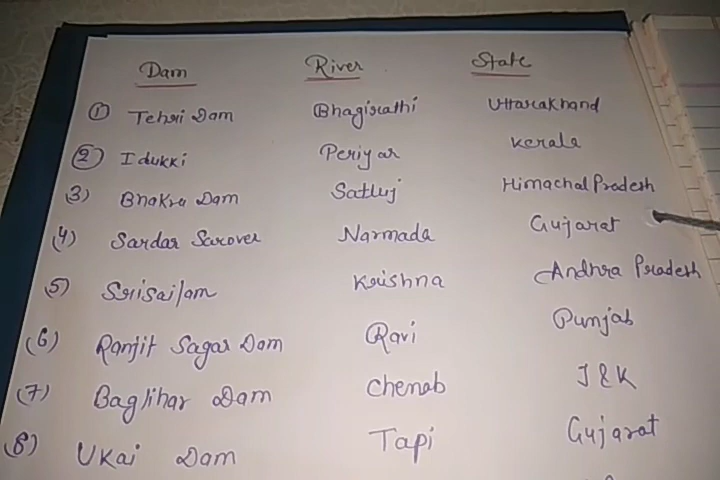 Dam River State
① Tehri Dam Bhagirathi Uttarakhand
② Idukki Periyar Kerala
3) Bhakra Dam Satluj Himachal Pradesh
(4) Sardar Sarover Narmada Gujarat
5) Srisailam Krishna Andhra Pradesh
(6) Ranjit Sagar Dam Ravi Punjab
(7) Baglihar Dam Chenab J & K
(8) Ukai Dam Tapi Gujarat